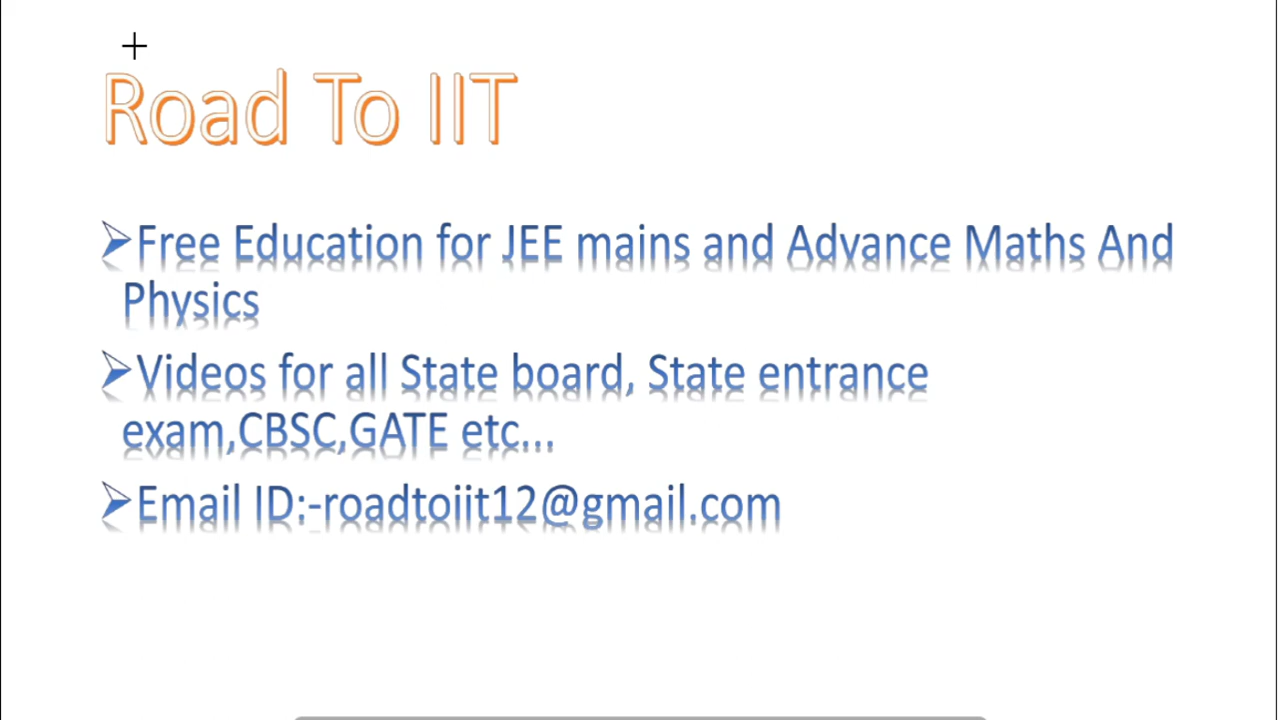 Road To IIT
➢Free Education for JEE mains and Advance Maths And
Physics
➢Videos for all State board, State entrance
exam,CBSC,GATE etc...
➢Email ID:-roadtoiit12@gmail.com